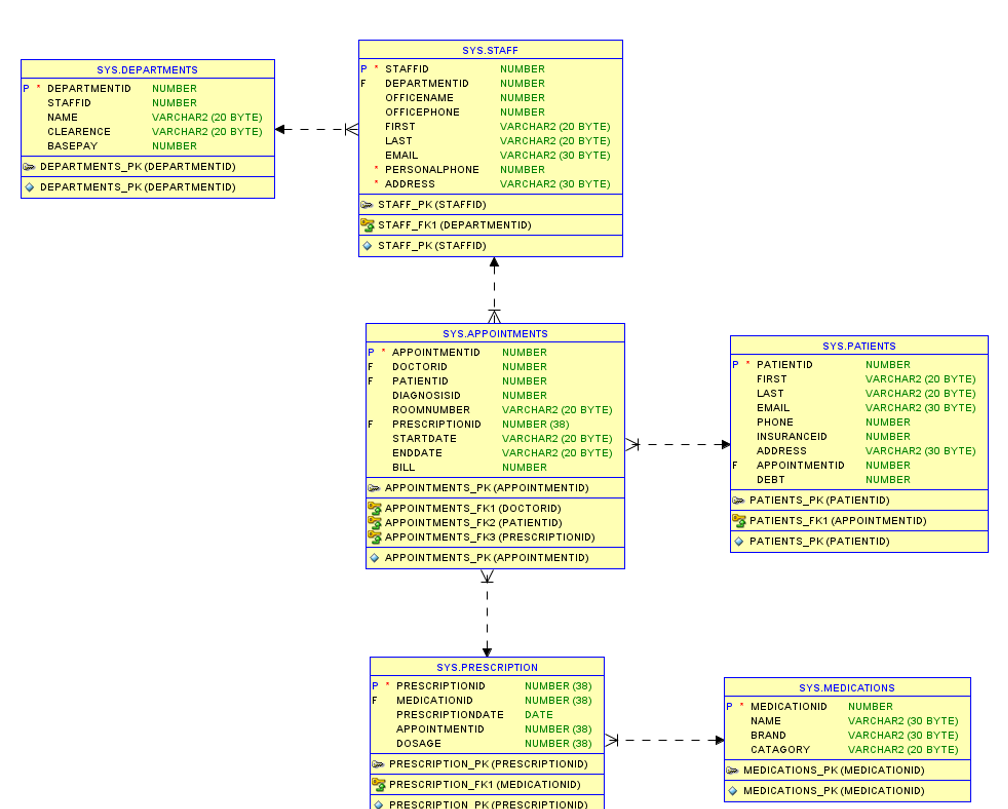 SYS.DEPARTMENTS
P * DEPARTMENTID NUMBER
STAFFID NUMBER
NAME VARCHAR2 (20 BYTE)
CLEARENCE VARCHAR2 (20 BYTE)
BASEPAY NUMBER
DEPARTMENTS_PK (DEPARTMENTID)
DEPARTMENTS_PK (DEPARTMENTID)
SYS.STAFF
P * STAFFID NUMBER
F DEPARTMENTID NUMBER
OFFICENAME NUMBER
OFFICEPHONE NUMBER
FIRST VARCHAR2 (20 BYTE)
LAST VARCHAR2 (20 BYTE)
EMAIL VARCHAR2 (30 BYTE)
* PERSONALPHONE NUMBER
* ADDRESS VARCHAR2 (30 BYTE)
STAFF_PK (STAFFID)
STAFF_FK1 (DEPARTMENTID)
STAFF_PK (STAFFID)
SYS.APPOINTMENTS
P * APPOINTMENTID NUMBER
F DOCTORID NUMBER
F PATIENTID NUMBER
DIAGNOSISID NUMBER
ROOMNUMBER VARCHAR2 (20 BYTE)
F PRESCRIPTIONID NUMBER (38)
STARTDATE VARCHAR2 (20 BYTE)
ENDDATE VARCHAR2 (20 BYTE)
BILL NUMBER
APPOINTMENTS_PK (APPOINTMENTID)
APPOINTMENTS_FK1 (DOCTORID)
APPOINTMENTS_FK2 (PATIENTID)
APPOINTMENTS_FK3 (PRESCRIPTIONID)
APPOINTMENTS_PK (APPOINTMENTID)
SYS.PATIENTS
P * PATIENTID NUMBER
FIRST VARCHAR2 (20 BYTE)
LAST VARCHAR2 (20 BYTE)
EMAIL VARCHAR2 (30 BYTE)
PHONE NUMBER
INSURANCEID NUMBER
ADDRESS VARCHAR2 (30 BYTE)
F APPOINTMENTID NUMBER
DEBT NUMBER
PATIENTS_PK (PATIENTID)
PATIENTS_FK1 (APPOINTMENTID)
PATIENTS_PK (PATIENTID)
SYS.PRESCRIPTION
P * PRESCRIPTIONID NUMBER (38)
F MEDICATIONID NUMBER (38)
PRESCRIPTIONDATE DATE
APPOINTMENTID NUMBER (38)
DOSAGE NUMBER (38)
PRESCRIPTION_PK (PRESCRIPTIONID)
PRESCRIPTION_FK1 (MEDICATIONID)
PRESCRIPTION_PK (PRESCRIPTIONID)
SYS.MEDICATIONS
P * MEDICATIONID NUMBER
NAME VARCHAR2 (30 BYTE)
BRAND VARCHAR2 (30 BYTE)
CATAGORY VARCHAR2 (20 BYTE)
MEDICATIONS_PK (MEDICATIONID)
MEDICATIONS_PK (MEDICATIONID)